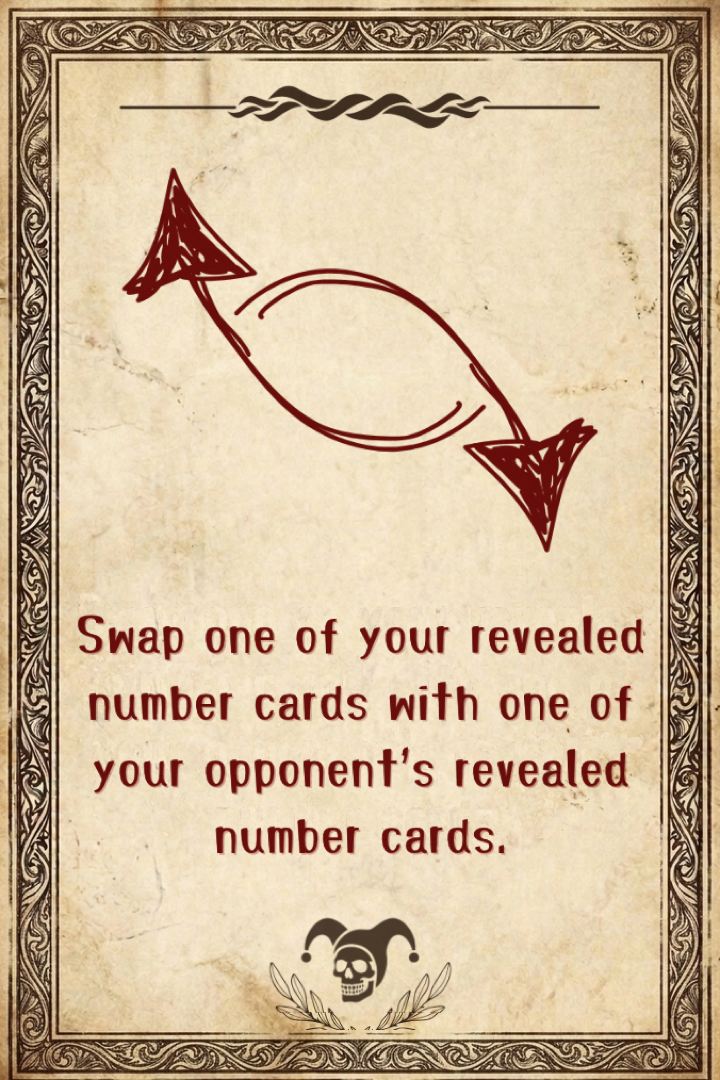 Swap one of your revealed
number cards with one of
your opponent's revealed
number cards.